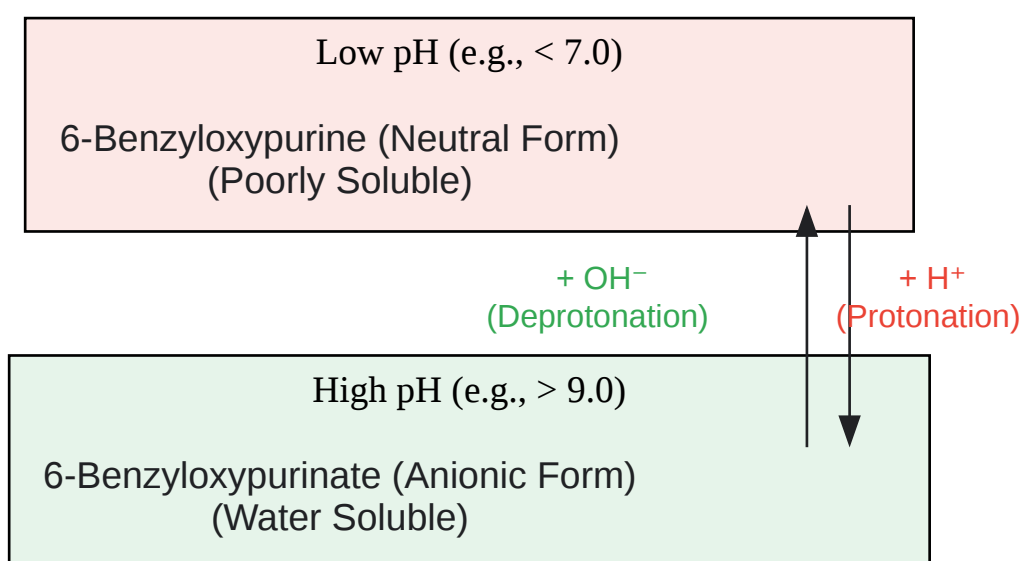 Low pH (e.g., < 7.0)
6-Benzyloxypurine (Neutral Form)
(Poorly Soluble)
+ OH⁻
(Deprotonation)
+ H⁺
(Protonation)
High pH (e.g., > 9.0)
6-Benzyloxypurinate (Anionic Form)
(Water Soluble)